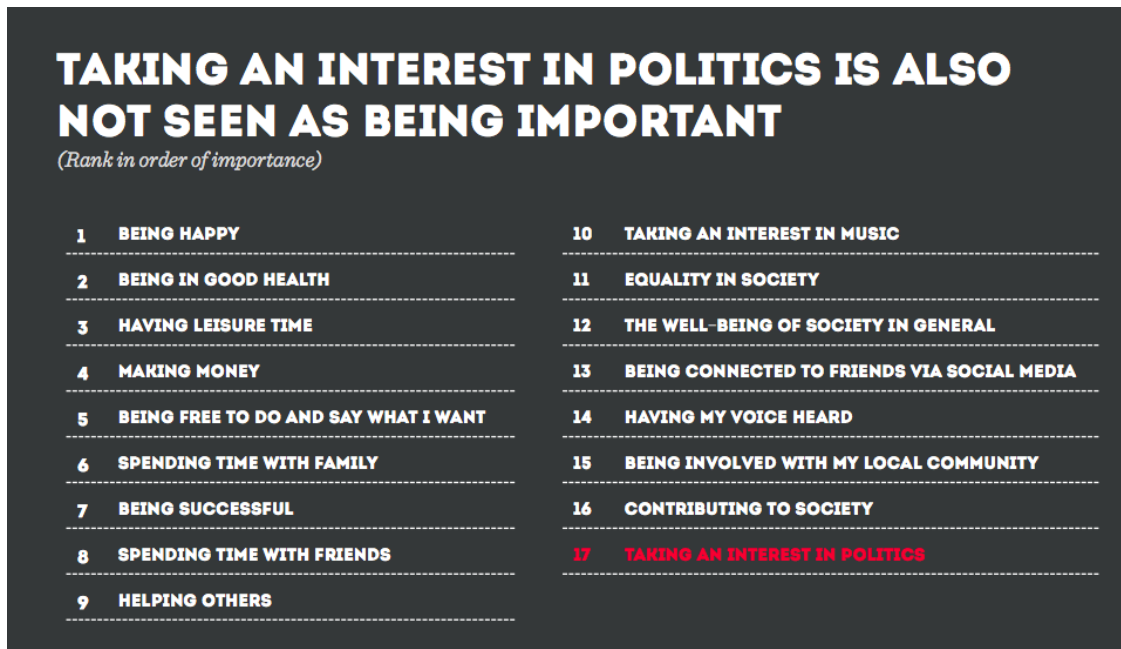 TAKING AN INTEREST IN POLITICS IS ALSO
NOT SEEN AS BEING IMPORTANT
(Rank in order of importance)
1 BEING HAPPY
2 BEING IN GOOD HEALTH
3 HAVING LEISURE TIME
4 MAKING MONEY
5 BEING FREE TO DO AND SAY WHAT I WANT
6 SPENDING TIME WITH FAMILY
7 BEING SUCCESSFUL
8 SPENDING TIME WITH FRIENDS
9 HELPING OTHERS
10 TAKING AN INTEREST IN MUSIC
11 EQUALITY IN SOCIETY
12 THE WELL-BEING OF SOCIETY IN GENERAL
13 BEING CONNECTED TO FRIENDS VIA SOCIAL MEDIA
14 HAVING MY VOICE HEARD
15 BEING INVOLVED WITH MY LOCAL COMMUNITY
16 CONTRIBUTING TO SOCIETY
17 TAKING AN INTEREST IN POLITICS